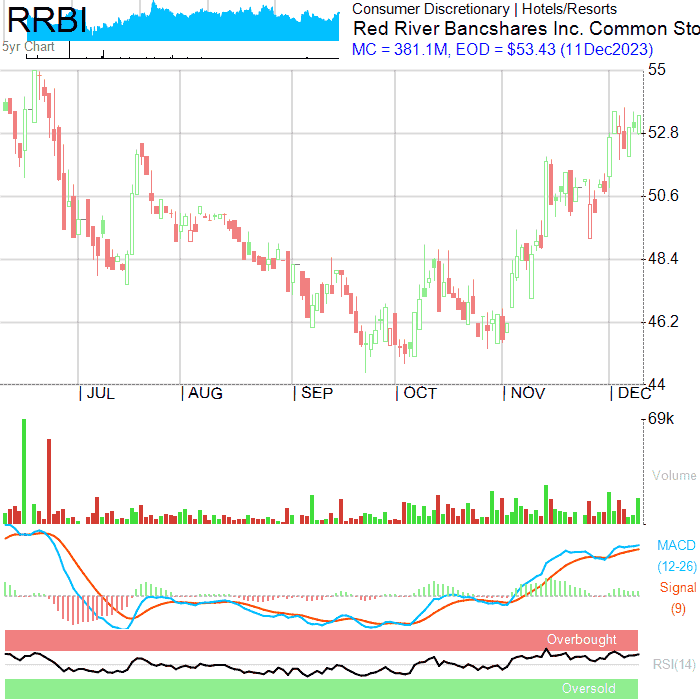 RRBI
5yr Chart
Consumer Discretionary | Hotels/Resorts
Red River Bancshares Inc. Common Sto
MC = 381.1M, EOD = $53.43 (11Dec2023)
55
52.8
50.6
48.4
46.2
44
JUL AUG SEP OCT NOV DEC
69k
Volume
MACD
(12-26)
Signal
(9)
Overbought
RSI(14)
Oversold